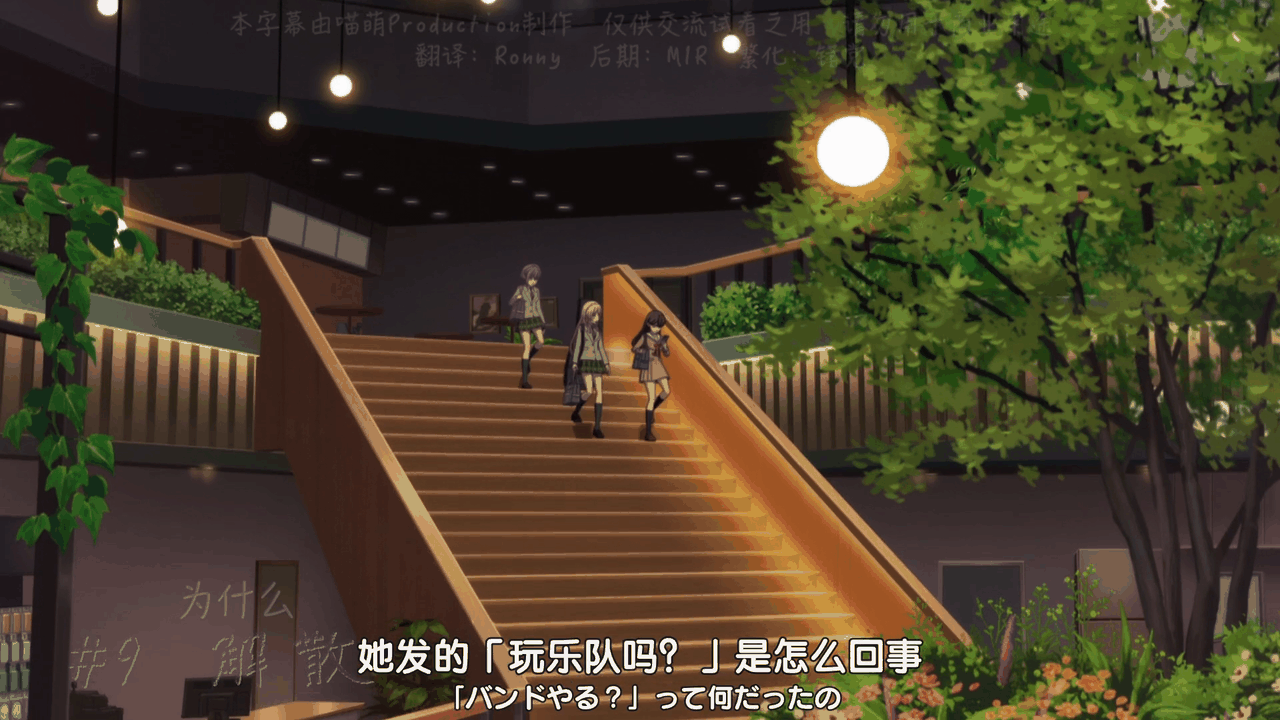 本字幕由喵萌Production制作 仅供交流试看之用
翻译：Ronny 后期：MIR 繁化：
为什么
#9 解散
她发的「玩乐队吗？」是怎么回事
「バンドやる？」って何だったの